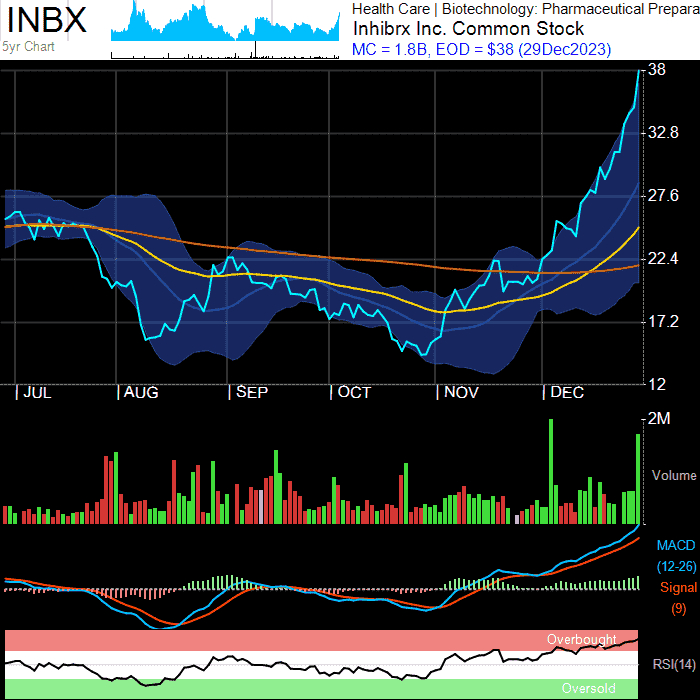 INBX
5yr Chart
Health Care | Biotechnology: Pharmaceutical Prepara
Inhibrx Inc. Common Stock
MC = 1.8B, EOD = $38 (29Dec2023)
38
32.8
27.6
22.4
17.2
12
JUL AUG SEP OCT NOV DEC
2M
Volume
MACD
(12-26)
Signal
(9)
Overbought
RSI(14)
Oversold